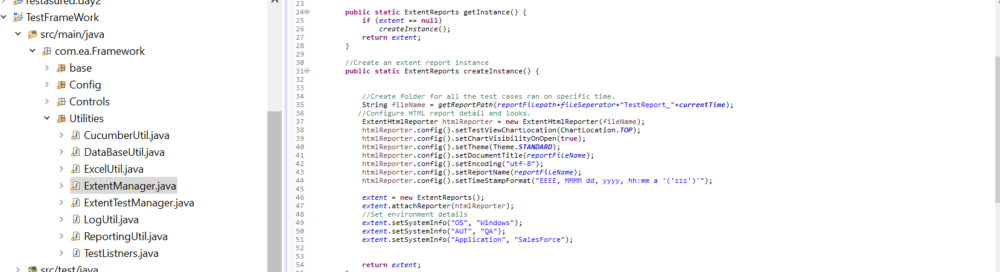 Testasured.day2
TestFrameWork
src/main/java
com.ea.Framework
base
Config
Controls
Utilities
CucumberUtil.java
DataBaseUtil.java
ExcelUtil.java
ExtentManager.java
ExtentTestManager.java
LogUtil.java
ReportingUtil.java
TestListners.java
src/test/java
23
24 public static ExtentReports getInstance() {
25 if (extent == null)
26 createInstance();
27 return extent;
28 }
29
30 //Create an extent report instance
31 public static ExtentReports createInstance() {
32
33
34 //Create folder for all the test cases ran on specific time.
35 String fileName = getReportPath(reportFilepath+fileSeperator+"TestReport_"+currentTime);
36 //Configure HTML report detail and looks.
37 ExtentHtmlReporter htmlReporter = new ExtentHtmlReporter(fileName);
38 htmlReporter.config().setTestViewChartLocation(ChartLocation.TOP);
39 htmlReporter.config().setChartVisibilityOnOpen(true);
40 htmlReporter.config().setTheme(Theme.STANDARD);
41 htmlReporter.config().setDocumentTitle(reportFileName);
42 htmlReporter.config().setEncoding("utf-8");
43 htmlReporter.config().setReportName(reportFileName);
44 htmlReporter.config().setTimeStampFormat("EEEE, MMMM dd, yyyy, hh:mm a '('zzz')'");
45
46 extent = new ExtentReports();
47 extent.attachReporter(htmlReporter);
48 //Set environment details
49 extent.setSystemInfo("OS", "Windows");
50 extent.setSystemInfo("AUT", "QA");
51 extent.setSystemInfo("Application", "SalesForce");
52
53
54 return extent;
55 }